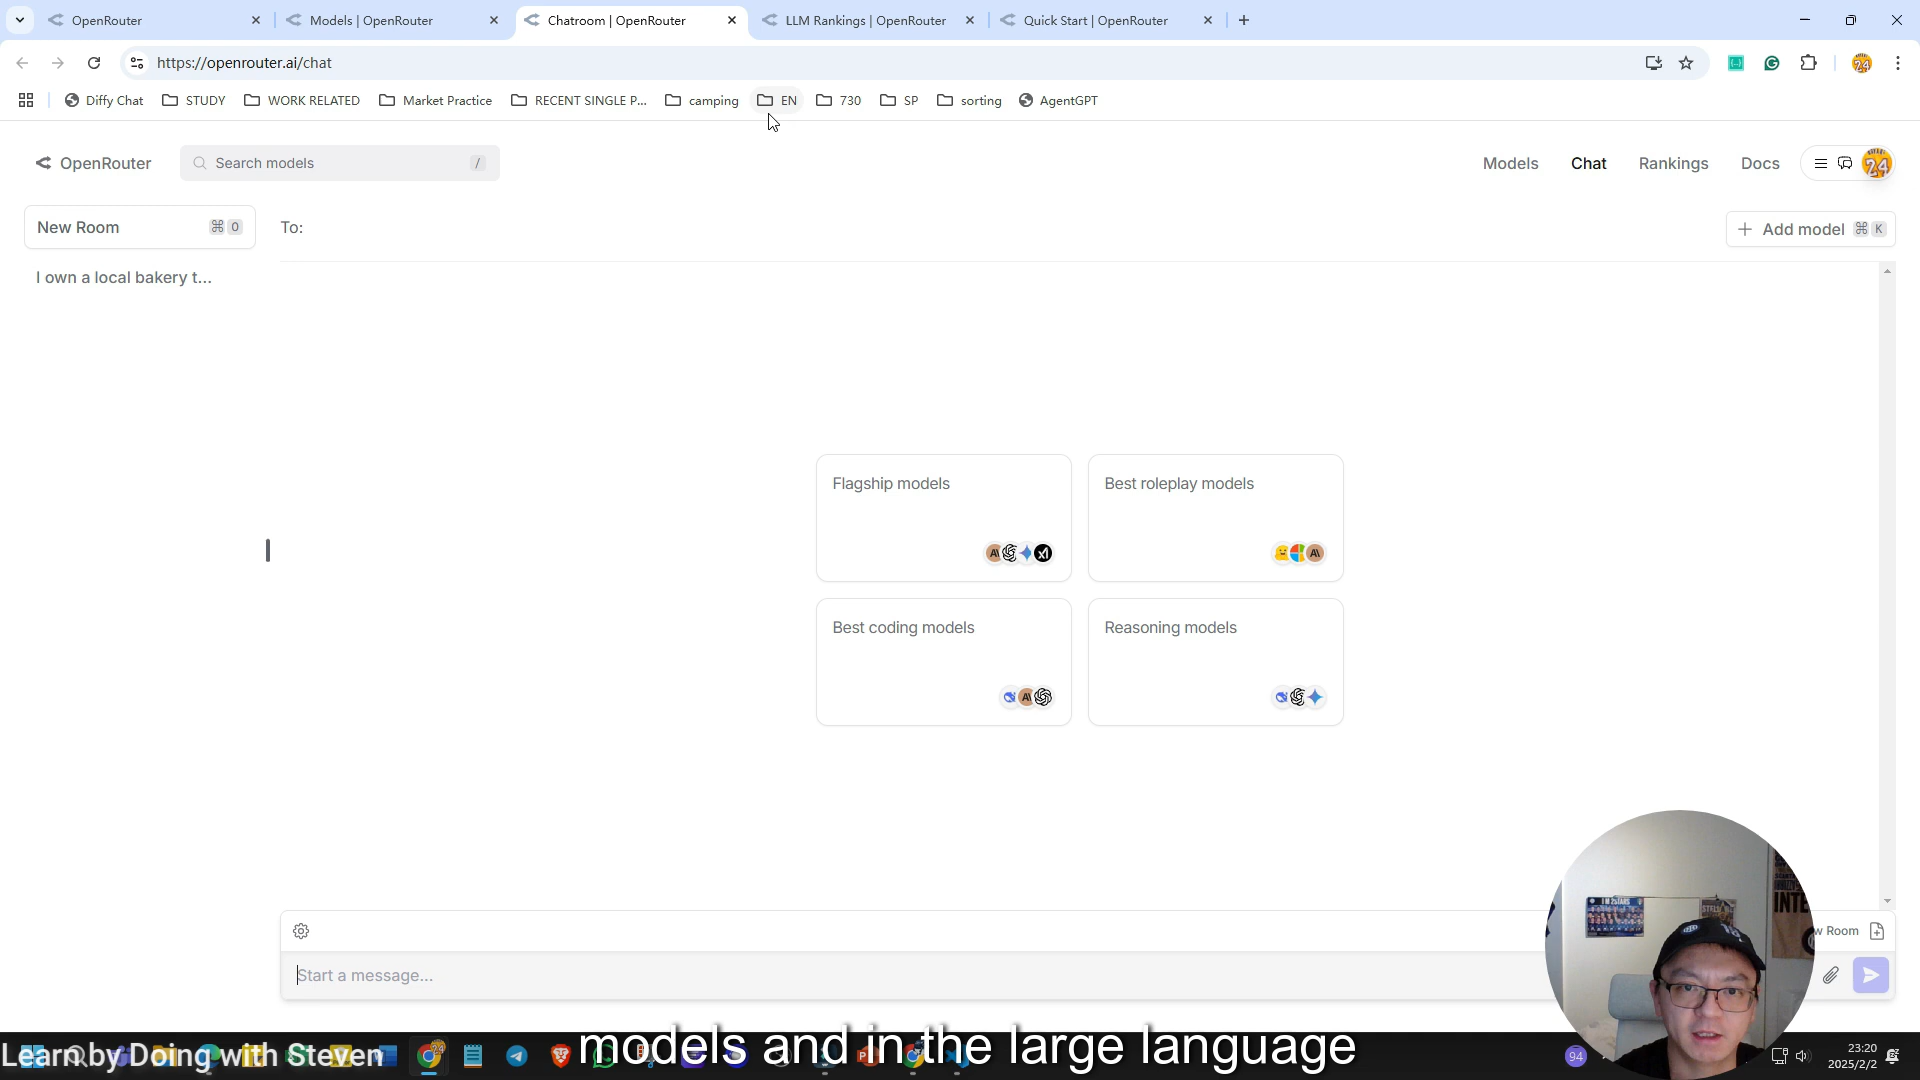 OpenRouter
Models | OpenRouter
Chatroom | OpenRouter
LLM Rankings | OpenRouter
Quick Start | OpenRouter
https://openrouter.ai/chat
Diffy Chat
STUDY
WORK RELATED
Market Practice
RECENT SINGLE P...
camping
EN
730
SP
sorting
AgentGPT
OpenRouter
Search models
/
Models
Chat
Rankings
Docs
24
New Room
⌘ 0
To:
Add model
⌘ K
I own a local bakery t...
Flagship models
Best roleplay models
Best coding models
Reasoning models
w Room
Start a message...
models and in the large language
Learn by Doing with Steven
94
23:20
2025/2/2